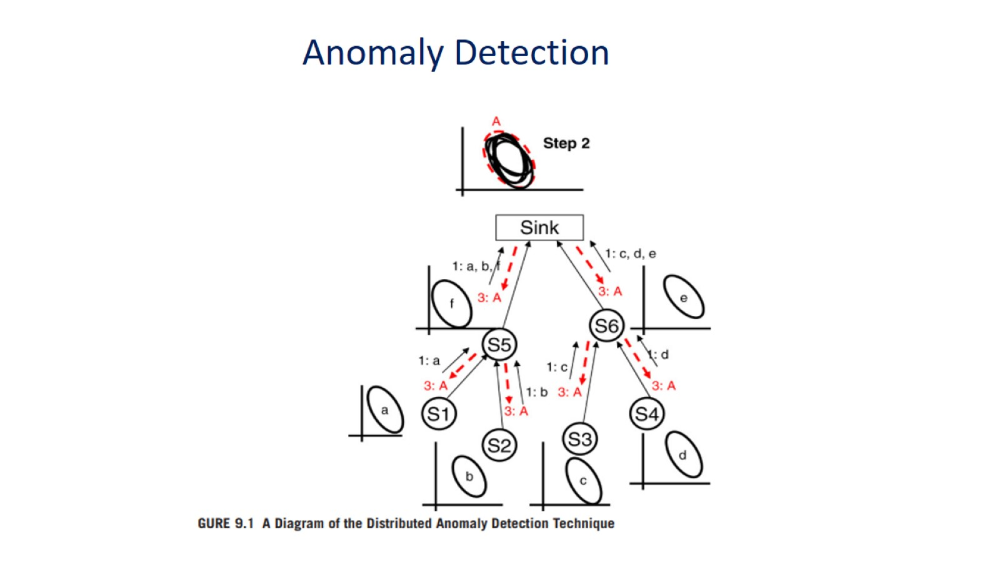 Anomaly Detection
A
Step 2
Sink
1: c, d, e
1: a, b, f
3: A
3: A
f
e
S6
S5
1: a
1: c
1: d
3: A
3: A
1: b
3: A
3: A
a
S1
S4
S2
S3
b
c
d
GURE 9.1 A Diagram of the Distributed Anomaly Detection Technique